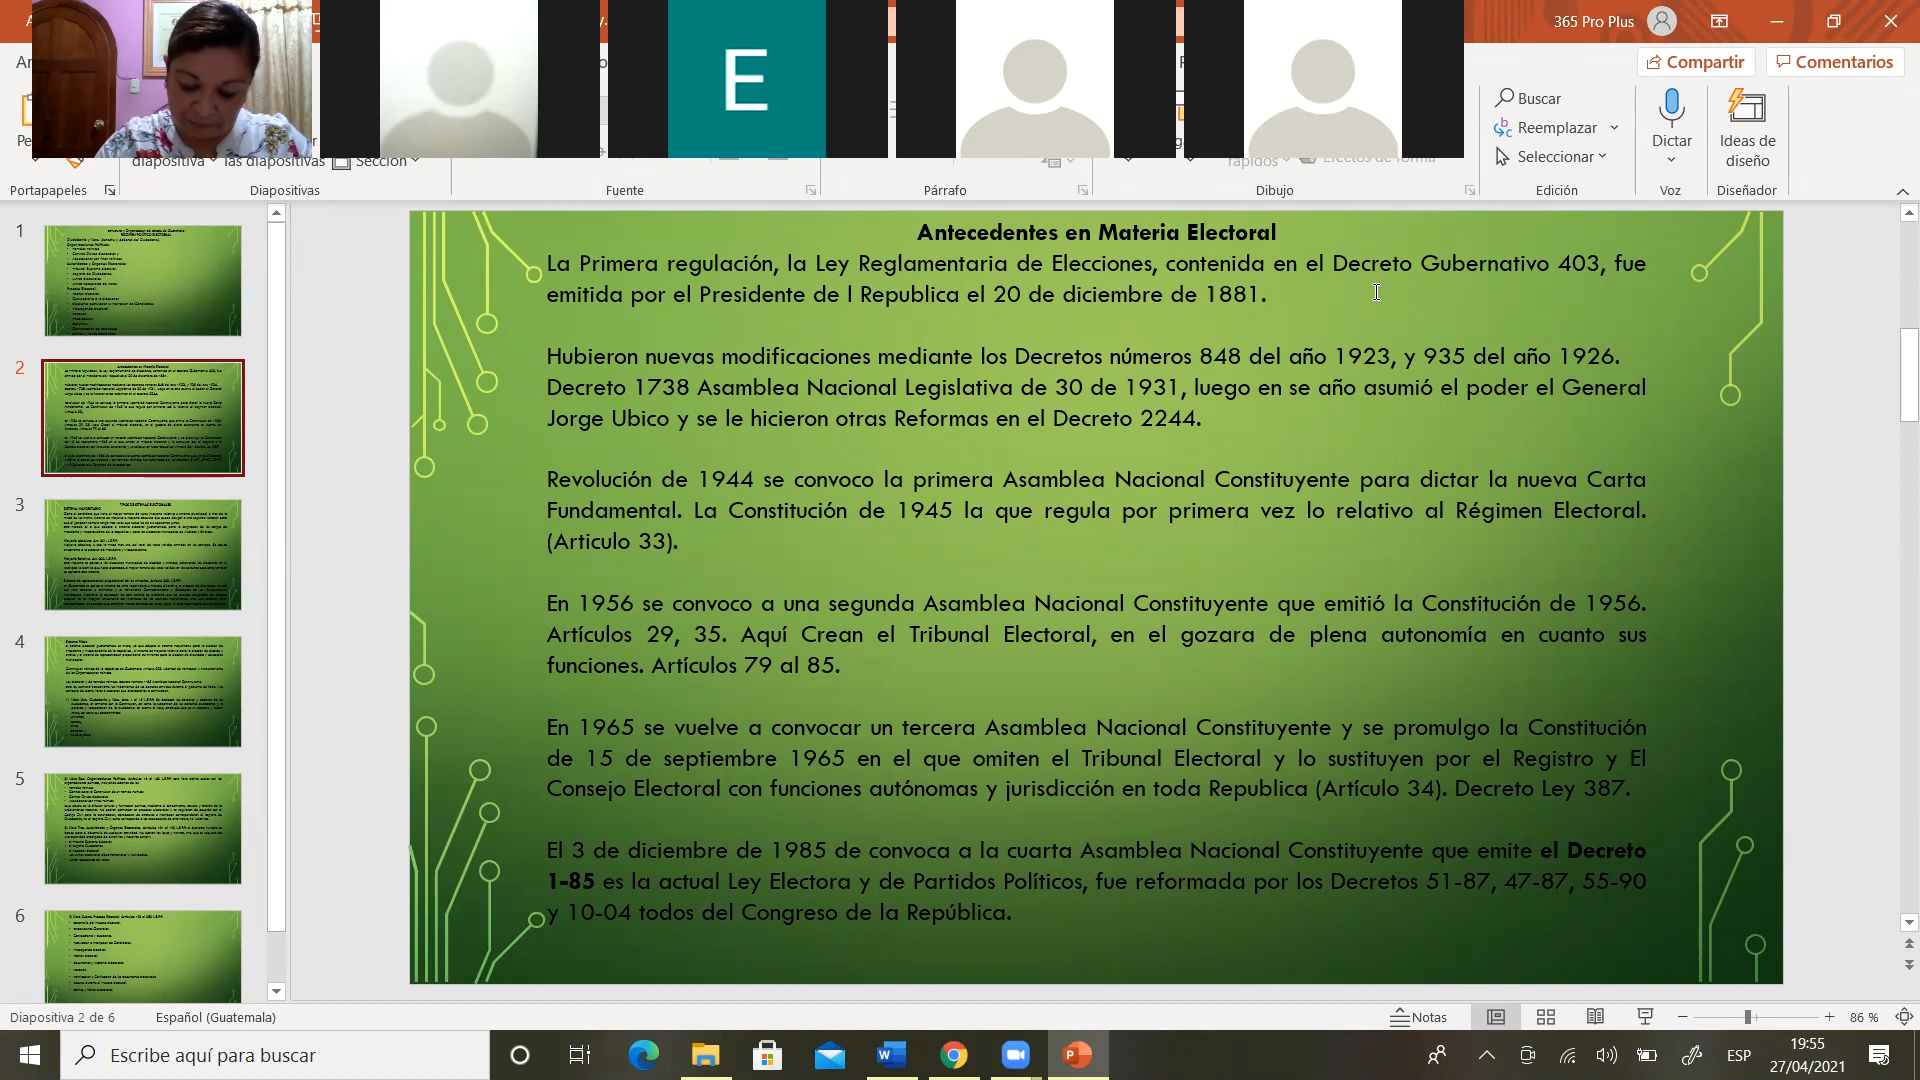 365 Pro Plus
Compartir
Comentarios
E
Buscar
Reemplazar
Seleccionar
Dictar
Ideas de
diseño
diapositiva
las diapositivas
Sección
Efectos de forma
Portapapeles
Diapositivas
Fuente
Párrafo
Dibujo
Edición
Voz
Diseñador
1
2
3
4
5
6
Antecedentes en Materia Electoral
La Primera regulación, la Ley Reglamentaria de Elecciones, contenida en el Decreto Gubernativo 403, fue
emitida por el Presidente de l Republica el 20 de diciembre de 1881.
Hubieron nuevas modificaciones mediante los Decretos números 848 del año 1923, y 935 del año 1926.
Decreto 1738 Asamblea Nacional Legislativa de 30 de 1931, luego en se año asumió el poder el General
Jorge Ubico y se le hicieron otras Reformas en el Decreto 2244.
Revolución de 1944 se convoco la primera Asamblea Nacional Constituyente para dictar la nueva Carta
Fundamental. La Constitución de 1945 la que regula por primera vez lo relativo al Régimen Electoral.
(Articulo 33).
En 1956 se convoco a una segunda Asamblea Nacional Constituyente que emitió la Constitución de 1956.
Artículos 29, 35. Aquí Crean el Tribunal Electoral, en el gozara de plena autonomía en cuanto sus
funciones. Artículos 79 al 85.
En 1965 se vuelve a convocar un tercera Asamblea Nacional Constituyente y se promulgo la Constitución
de 15 de septiembre 1965 en el que omiten el Tribunal Electoral y lo sustituyen por el Registro y El
Consejo Electoral con funciones autónomas y jurisdicción en toda Republica (Artículo 34). Decreto Ley 387.
El 3 de diciembre de 1985 de convoca a la cuarta Asamblea Nacional Constituyente que emite el Decreto
1-85 es la actual Ley Electora y de Partidos Políticos, fue reformada por los Decretos 51-87, 47-87, 55-90
y 10-04 todos del Congreso de la República.
Diapositiva 2 de 6
Español (Guatemala)
Notas
86 %
Escribe aquí para buscar
ESP
19:55
27/04/2021